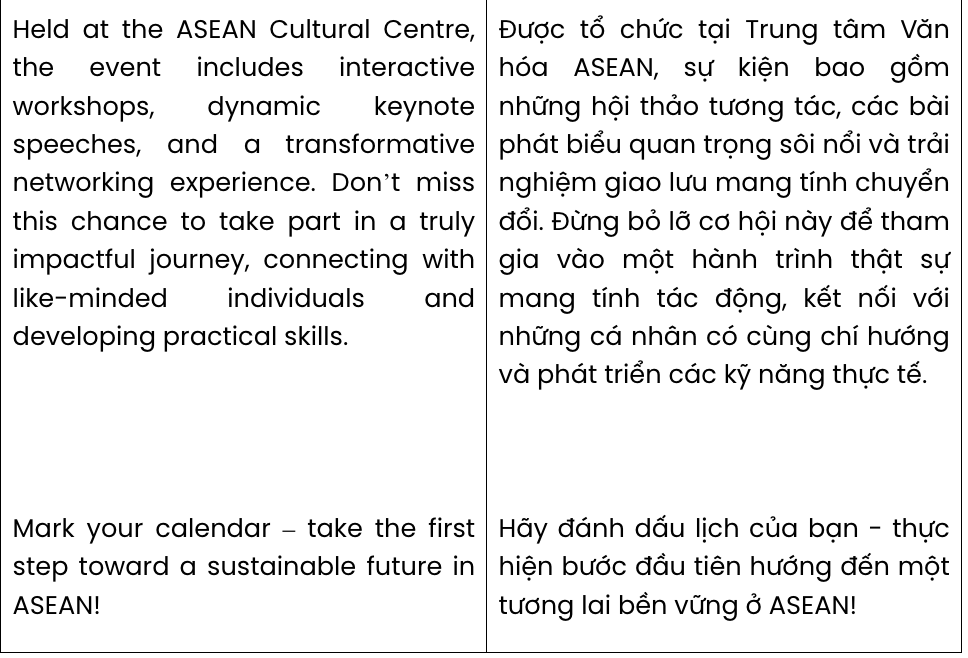 Held at the ASEAN Cultural Centre,
the event includes interactive
workshops, dynamic keynote
speeches, and a transformative
networking experience. Don’t miss
this chance to take part in a truly
impactful journey, connecting with
like-minded individuals and
developing practical skills.
Mark your calendar – take the first
step toward a sustainable future in
ASEAN!
Được tổ chức tại Trung tâm Văn
hóa ASEAN, sự kiện bao gồm
những hội thảo tương tác, các bài
phát biểu quan trọng sôi nổi và trải
nghiệm giao lưu mang tính chuyển
đổi. Đừng bỏ lỡ cơ hội này để tham
gia vào một hành trình thật sự
mang tính tác động, kết nối với
những cá nhân có cùng chí hướng
và phát triển các kỹ năng thực tế.
Hãy đánh dấu lịch của bạn - thực
hiện bước đầu tiên hướng đến một
tương lai bền vững ở ASEAN!